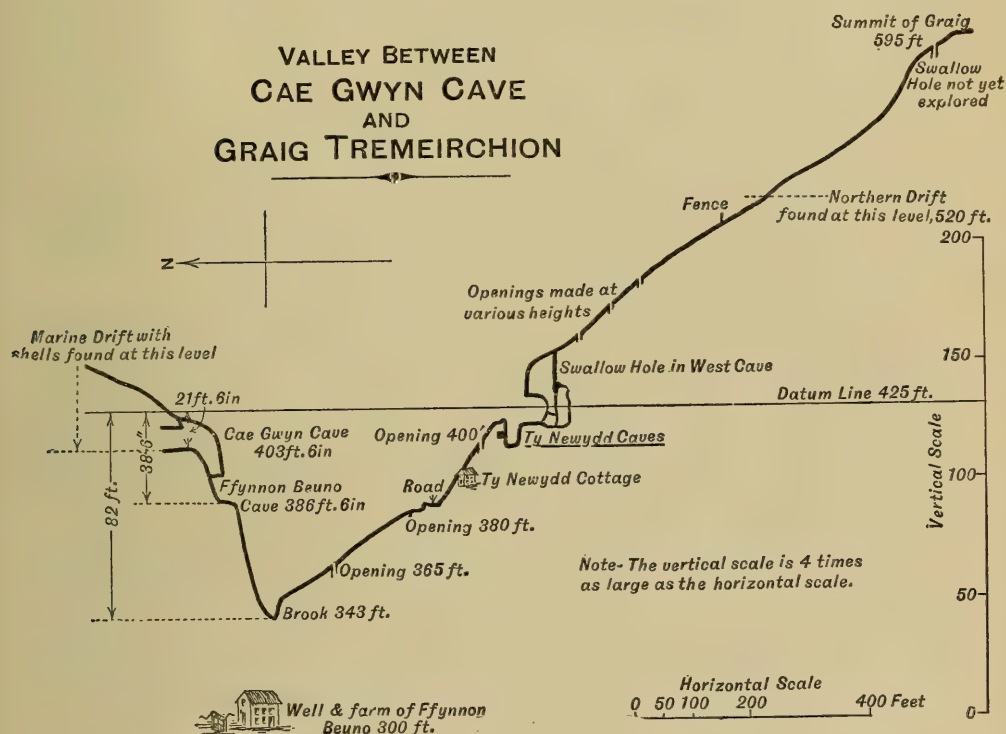 VALLEY BETWEEN
CAE GWYN CAVE
AND
GRAIG TREMEIRCHION
Summit of Graig
595 ft
Swallow
Hole not yet
explored
Northern Drift
found at this level, 520 ft.
Fence
200
N
Openings made at
various heights
Marine Drift with
shells found at this level
Swallow Hole in West Cave
150
Datum Line 425 ft.
21ft. 6in
Cae Gwyn Cave
403ft. 6in
Opening 400'
Ty Newydd Caves
38'6"
82 ft.
Ffynnon Beuno
Cave 386ft. 6in
Road
Ty Newydd Cottage
100
Vertical Scale
Opening 380 ft.
Opening 365 ft.
Note- The vertical scale is 4 times
as large as the horizontal scale.
50
Brook 343 ft.
Well & farm of Ffynnon
Beuno 300 ft.
Horizontal Scale
0 50 100 200 400 Feet
0